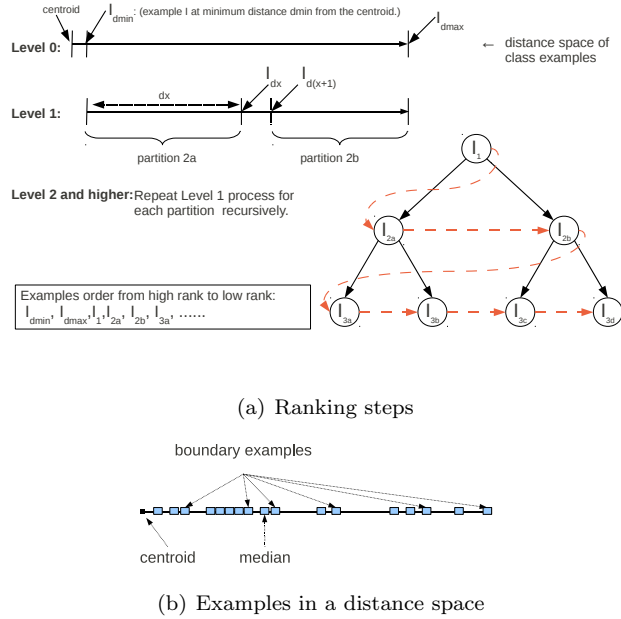 centroid
I_dmin: (example I at minimum distance dmin from the centroid.)
I_dmax
Level 0:
← distance space of
class examples
dx
I_dx
I_d(x+1)
Level 1:
partition 2a
partition 2b
Level 2 and higher: Repeat Level 1 process for
each partition recursively.
I_1
I_2a
I_2b
I_3a
I_3b
I_3c
I_3d
Examples order from high rank to low rank:
I_dmin, I_dmax, I_1, I_2a, I_2b, I_3a, ......
(a) Ranking steps
boundary examples
centroid
median
(b) Examples in a distance space